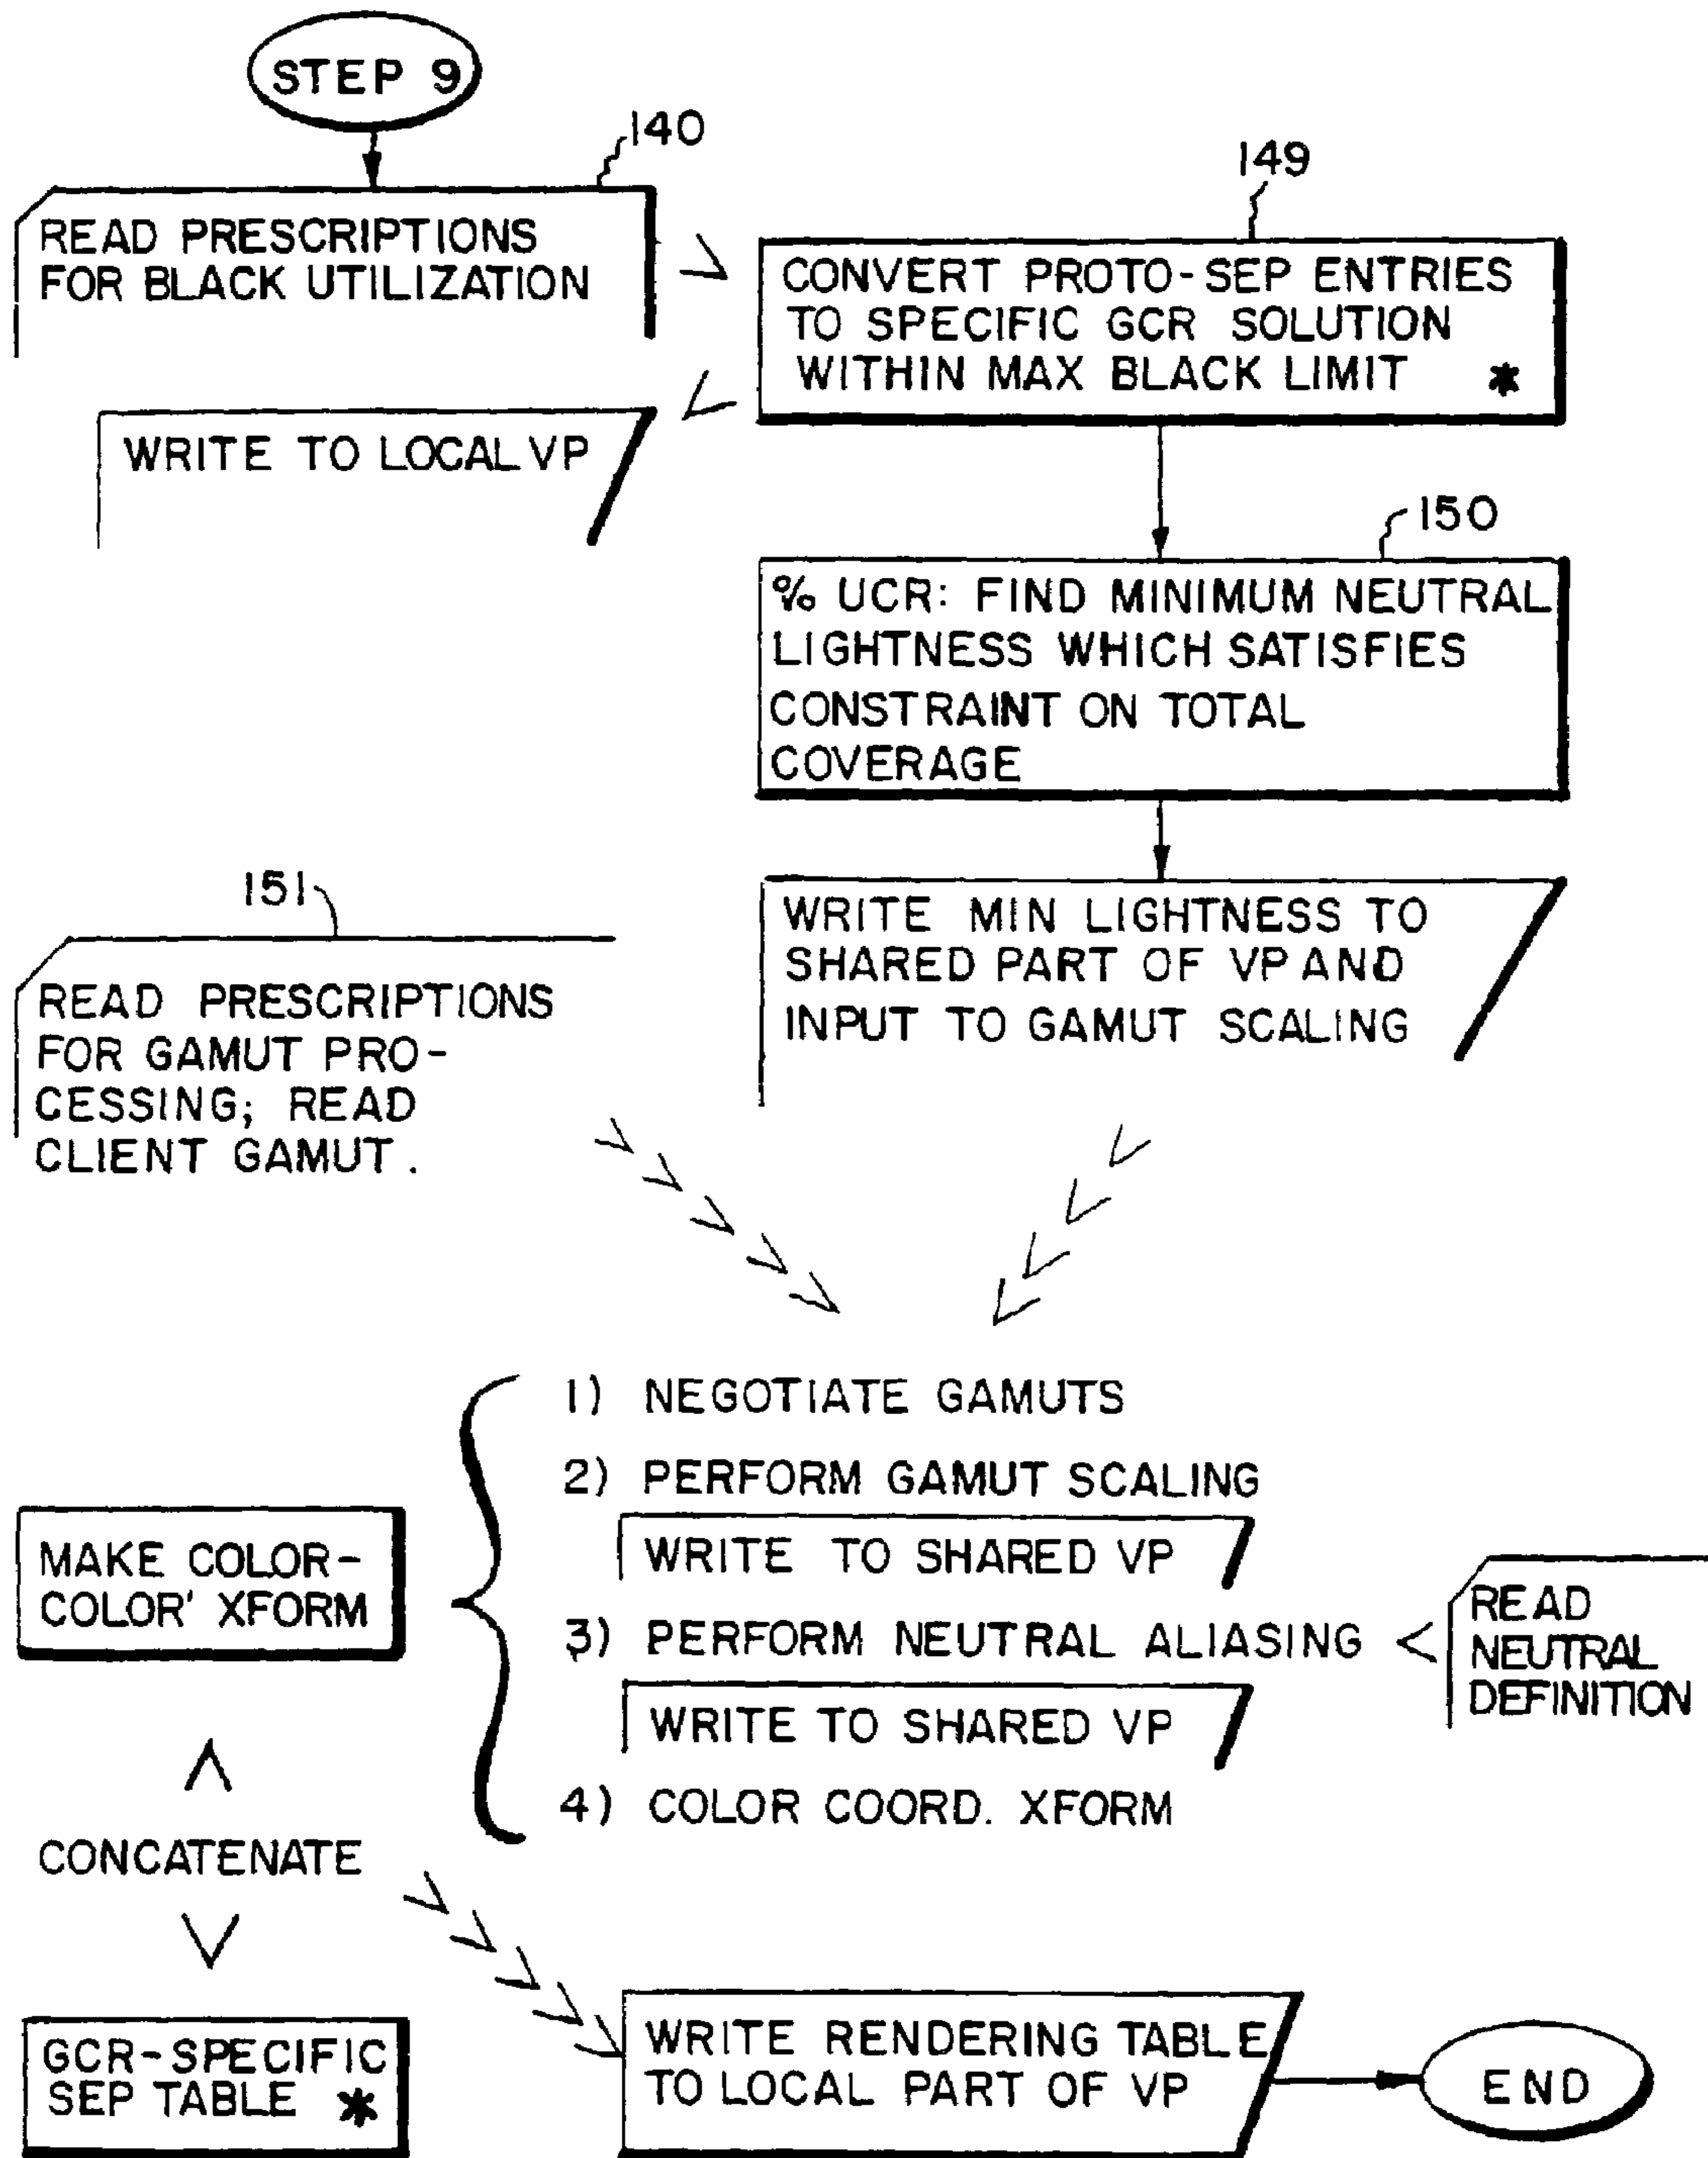 STEP 9
140
READ PRESCRIPTIONS
FOR BLACK UTILIZATION
149
CONVERT PROTO-SEP ENTRIES
TO SPECIFIC GCR SOLUTION
WITHIN MAX BLACK LIMIT *
WRITE TO LOCAL VP
150
% UCR: FIND MINIMUM NEUTRAL
LIGHTNESS WHICH SATISFIES
CONSTRAINT ON TOTAL
COVERAGE
WRITE MIN LIGHTNESS TO
SHARED PART OF VP AND
INPUT TO GAMUT SCALING
151
READ PRESCRIPTIONS
FOR GAMUT PRO-
CESSING; READ
CLIENT GAMUT.
MAKE COLOR-
COLOR' XFORM
1) NEGOTIATE GAMUTS
2) PERFORM GAMUT SCALING
WRITE TO SHARED VP
3) PERFORM NEUTRAL ALIASING
READ
NEUTRAL
DEFINITION
WRITE TO SHARED VP
4) COLOR COORD. XFORM
CONCATENATE
GCR-SPECIFIC
SEP TABLE *
WRITE RENDERING TABLE
TO LOCAL PART OF VP
END